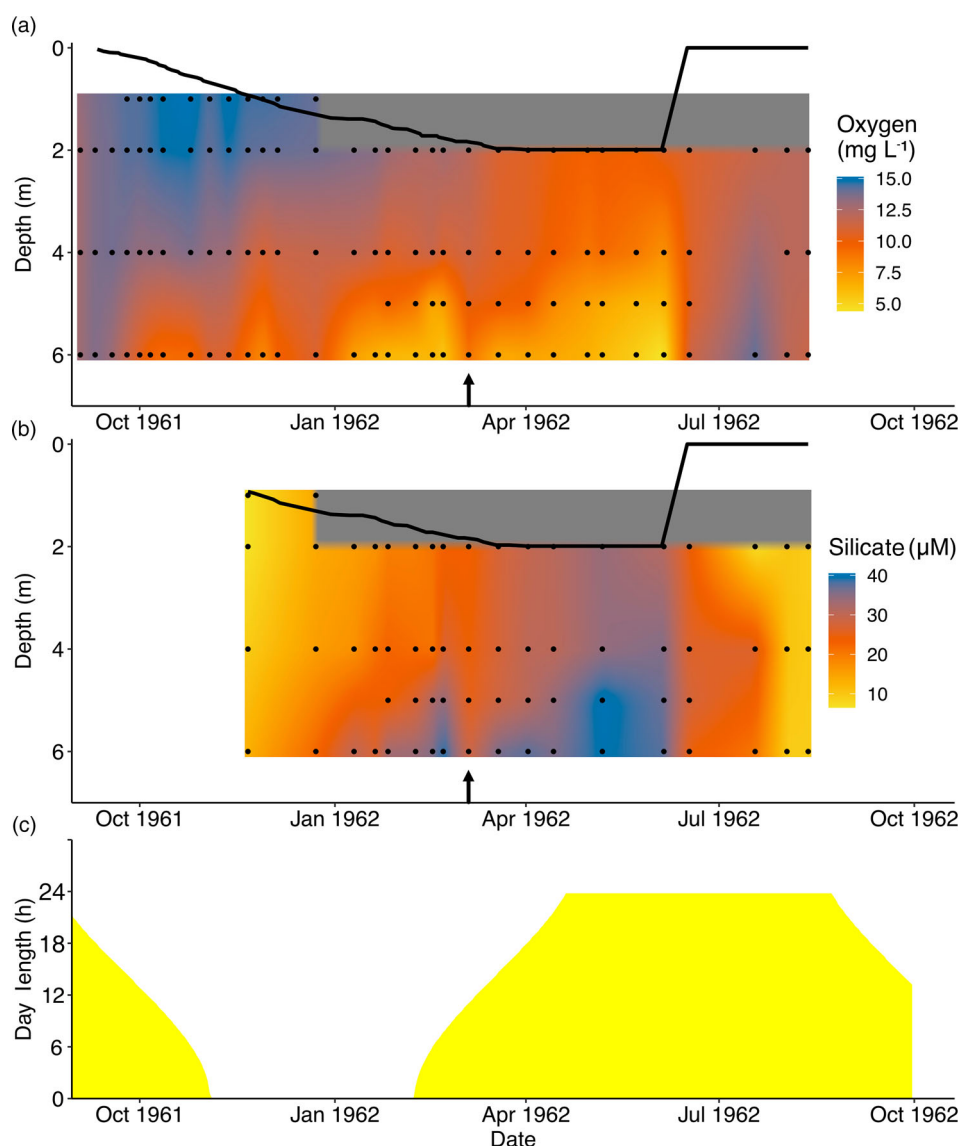 (a)
0
2
4
6
Depth (m)
Oxygen
(mg L⁻¹)
15.0
12.5
10.0
7.5
5.0
Oct 1961
Jan 1962
Apr 1962
Jul 1962
Oct 1962
(b)
0
2
4
6
Depth (m)
Silicate (µM)
40
30
20
10
Oct 1961
Jan 1962
Apr 1962
Jul 1962
Oct 1962
(c)
24
18
12
6
0
Day length (h)
Oct 1961
Jan 1962
Apr 1962
Jul 1962
Oct 1962
Date